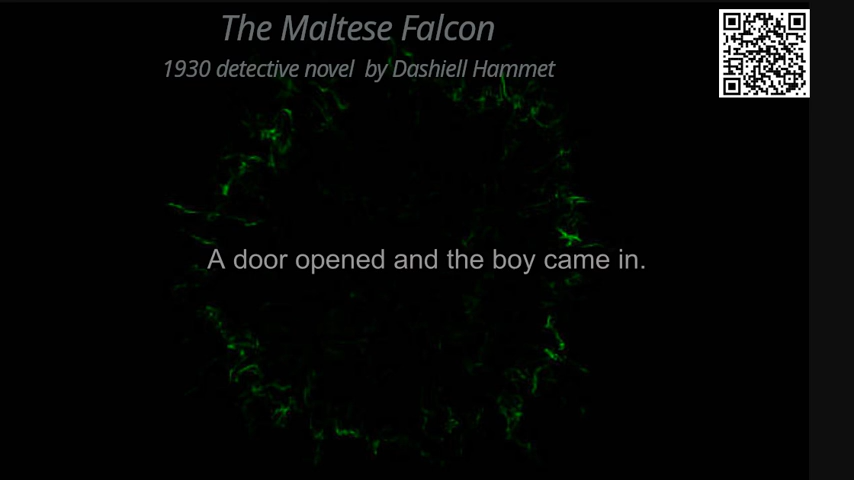 The Maltese Falcon
1930 detective novel by Dashiell Hammet
A door opened and the boy came in.